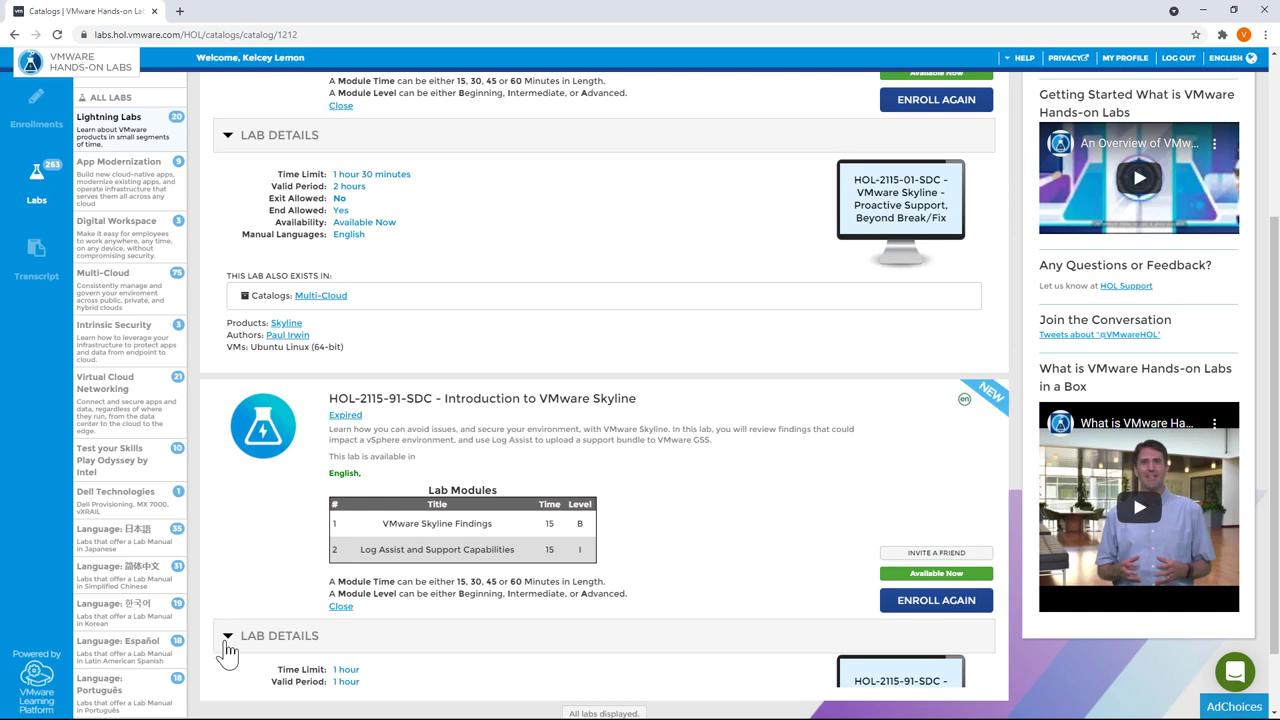 vm Catalogs | VMware Hands-on Lab
labs.hol.vmware.com/HOL/catalogs/catalog/1212
V
VMWARE
HANDS-ON LABS
Welcome, Kelcey Lemon
HELP
PRIVACY
MY PROFILE
LOG OUT
ENGLISH
Enrollments
263
Labs
Transcript
Powered by
VMware
Learning
Platform
ALL LABS
Lightning Labs 20
Learn about VMware
products in small segments
of time.
App Modernization 9
Build new cloud-native apps,
modernize existing apps, and
operate infrastructure that
serves them all across any
cloud
Digital Workspace 3
Make it easy for employees
to work anywhere, any time,
on any device, without
compromising security.
Multi-Cloud 75
Consistently manage and
govern your enviroment
across public, private, and
hybrid clouds
Intrinsic Security 3
Learn how to leverage your
infrastructure to protect apps
and data from endpoint to
cloud.
Virtual Cloud 21
Networking
Connect and secure apps and
data, regardless of where
they run, from the data
center to the cloud to the
edge.
Test your Skills 10
Play Odyssey by
Intel
Dell Technologies 1
Dell Provisioning, MX 7000,
vXRAIL
Language: 日本語 35
Labs that offer a Lab Manual
in Japanese
Language: 简体中文 31
Labs that offer a Lab Manual
in Simplified Chinese
Language: 한국어 19
Labs that offer a Lab Manual
in Korean
Language: Español 18
Labs that offer a Lab Manual
in Latin American Spanish
Language: 18
Português
Labs that offer a Lab Manual
in Português
A Module Time can be either 15, 30, 45 or 60 Minutes in Length.
A Module Level can be either Beginning, Intermediate, or Advanced.
Close
Available Now
ENROLL AGAIN
LAB DETAILS
Time Limit: 1 hour 30 minutes
Valid Period: 2 hours
Exit Allowed: No
End Allowed: Yes
Availability: Available Now
Manual Languages: English
HOL-2115-01-SDC -
VMware Skyline -
Proactive Support,
Beyond Break/Fix
THIS LAB ALSO EXISTS IN:
Catalogs: Multi-Cloud
Products: Skyline
Authors: Paul Irwin
VMs: Ubuntu Linux (64-bit)
HOL-2115-91-SDC - Introduction to VMware Skyline
en
NEW
Expired
Learn how you can avoid issues, and secure your environment, with VMware Skyline. In this lab, you will review findings that could
impact a vSphere environment, and use Log Assist to upload a support bundle to VMware GSS.
This lab is available in
English,
Lab Modules
# Title Time Level
1 VMware Skyline Findings 15 B
2 Log Assist and Support Capabilities 15 I
A Module Time can be either 15, 30, 45 or 60 Minutes in Length.
A Module Level can be either Beginning, Intermediate, or Advanced.
Close
INVITE A FRIEND
Available Now
ENROLL AGAIN
LAB DETAILS
Time Limit: 1 hour
Valid Period: 1 hour
HOL-2115-91-SDC -
All labs displayed.
Getting Started What is VMware
Hands-on Labs
An Overview of VMw...
Any Questions or Feedback?
Let us know at HOL Support
Join the Conversation
Tweets about "@VMwareHOL"
What is VMware Hands-on Labs
in a Box
What is VMware Ha...
AdChoices